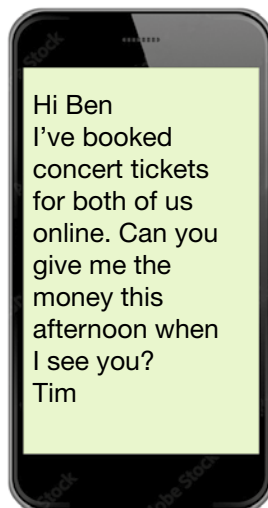 Hi Ben
I've booked
concert tickets
for both of us
online. Can you
give me the
money this
afternoon when
I see you?
Tim